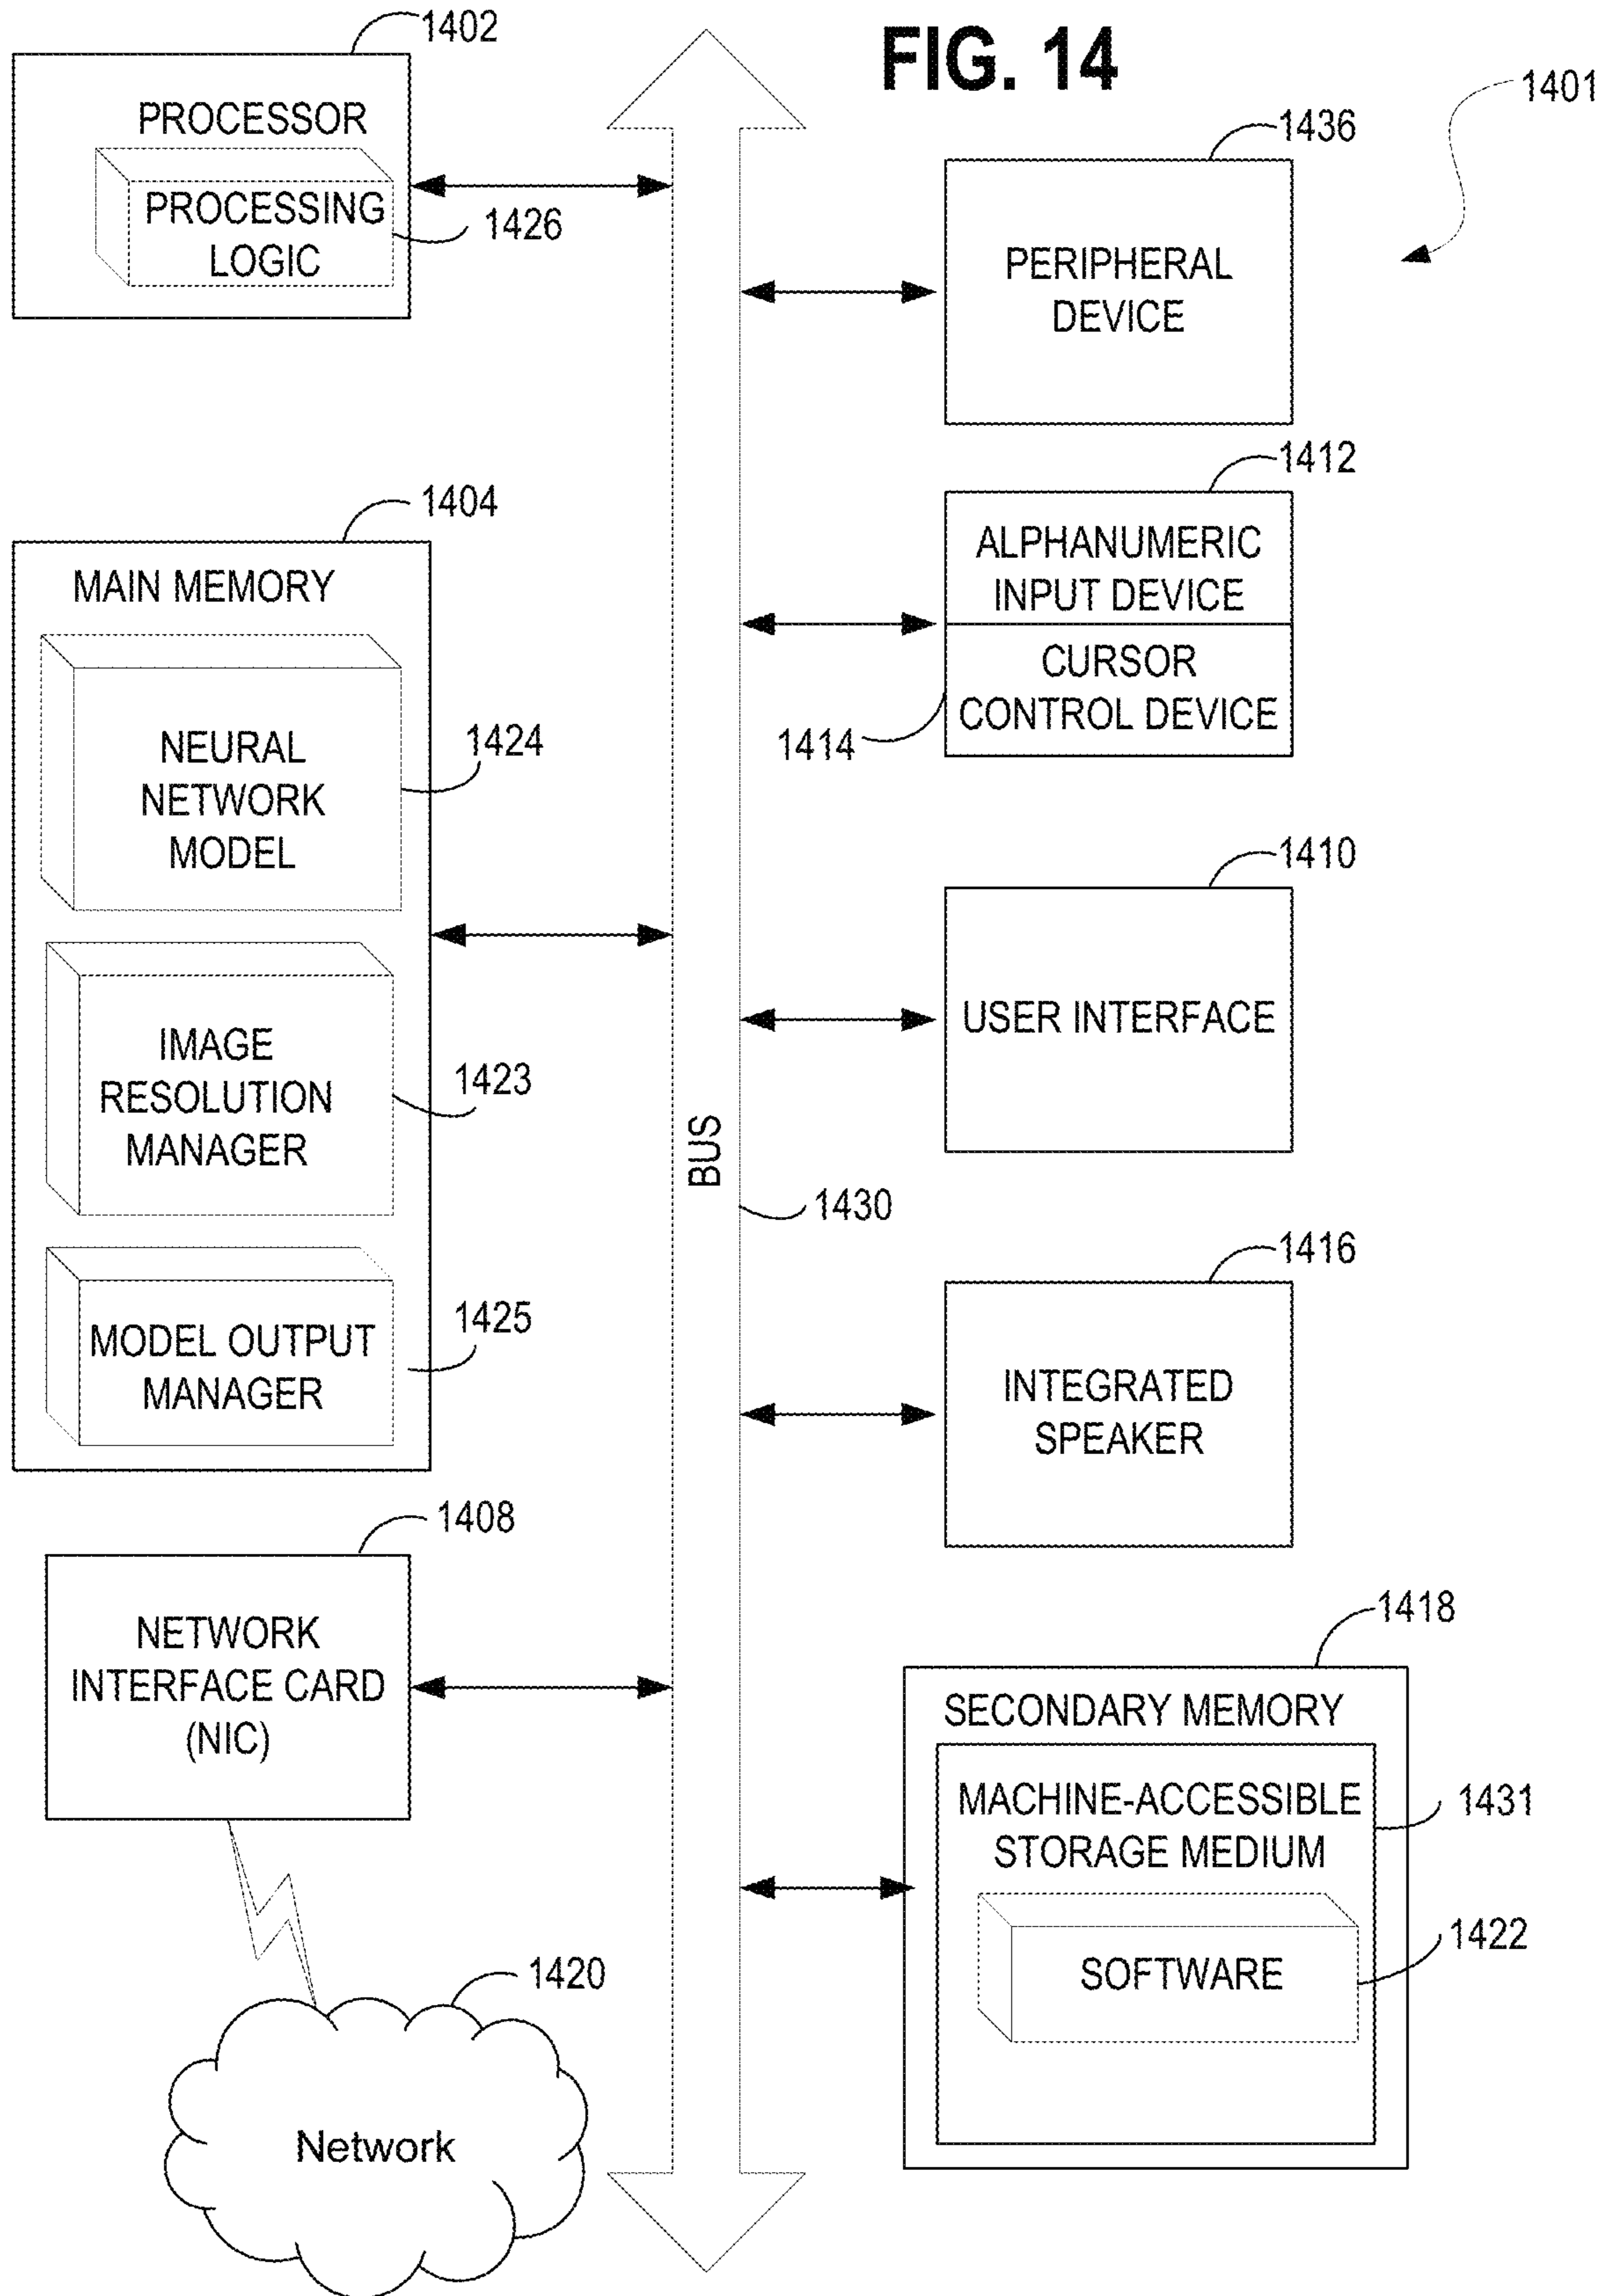 FIG. 14
1401
1402
PROCESSOR
PROCESSING
LOGIC
1426
1404
MAIN MEMORY
NEURAL
NETWORK
MODEL
1424
IMAGE
RESOLUTION
MANAGER
1423
MODEL OUTPUT
MANAGER
1425
1408
NETWORK
INTERFACE CARD
(NIC)
1420
Network
BUS
1430
1436
PERIPHERAL
DEVICE
1412
ALPHANUMERIC
INPUT DEVICE
CURSOR
CONTROL DEVICE
1414
1410
USER INTERFACE
1416
INTEGRATED
SPEAKER
1418
SECONDARY MEMORY
MACHINE-ACCESSIBLE
STORAGE MEDIUM
1431
SOFTWARE
1422